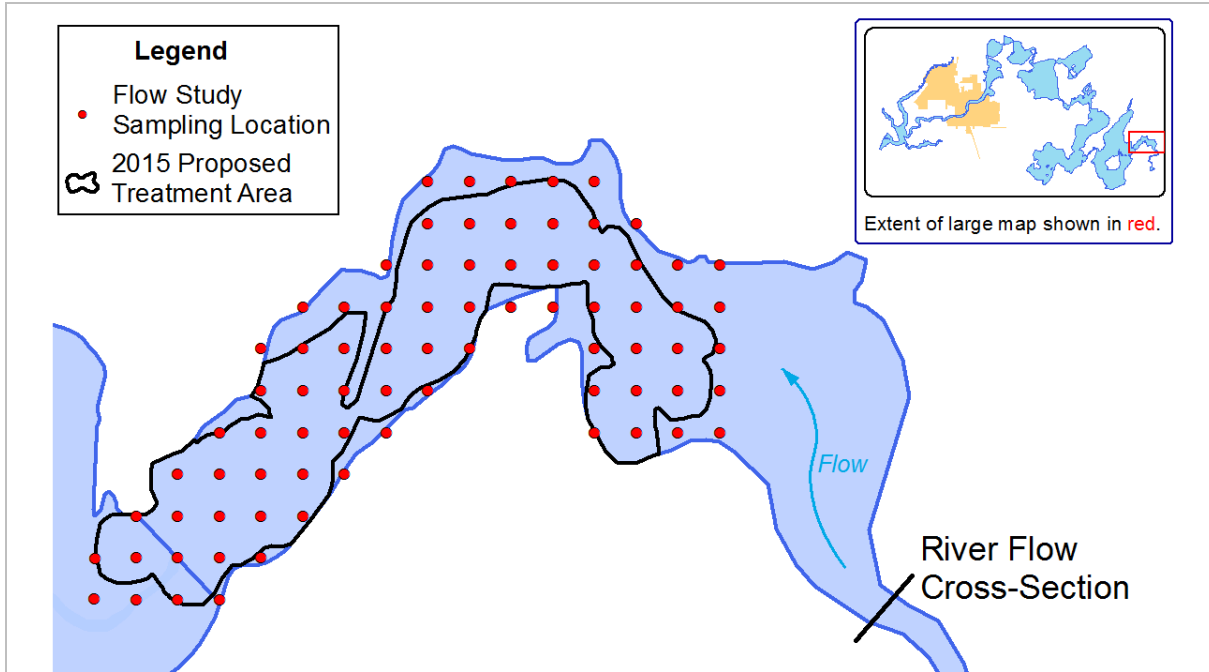 Legend
Flow Study
Sampling Location
2015 Proposed
Treatment Area
Extent of large map shown in red.
Flow
River Flow
Cross-Section